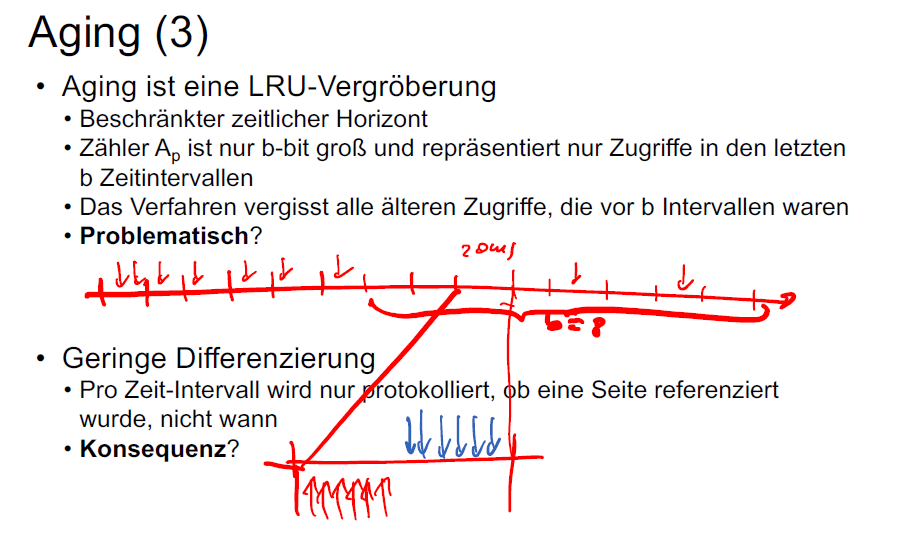 Aging (3)
• Aging ist eine LRU-Vergröberung
• Beschränkter zeitlicher Horizont
• Zähler Ap ist nur b-bit groß und repräsentiert nur Zugriffe in den letzten
b Zeitintervallen
• Das Verfahren vergisst alle älteren Zugriffe, die vor b Intervallen waren
• Problematisch?
20ms
b = 8
• Geringe Differenzierung
• Pro Zeit-Intervall wird nur protokolliert, ob eine Seite referenziert
wurde, nicht wann
• Konsequenz?